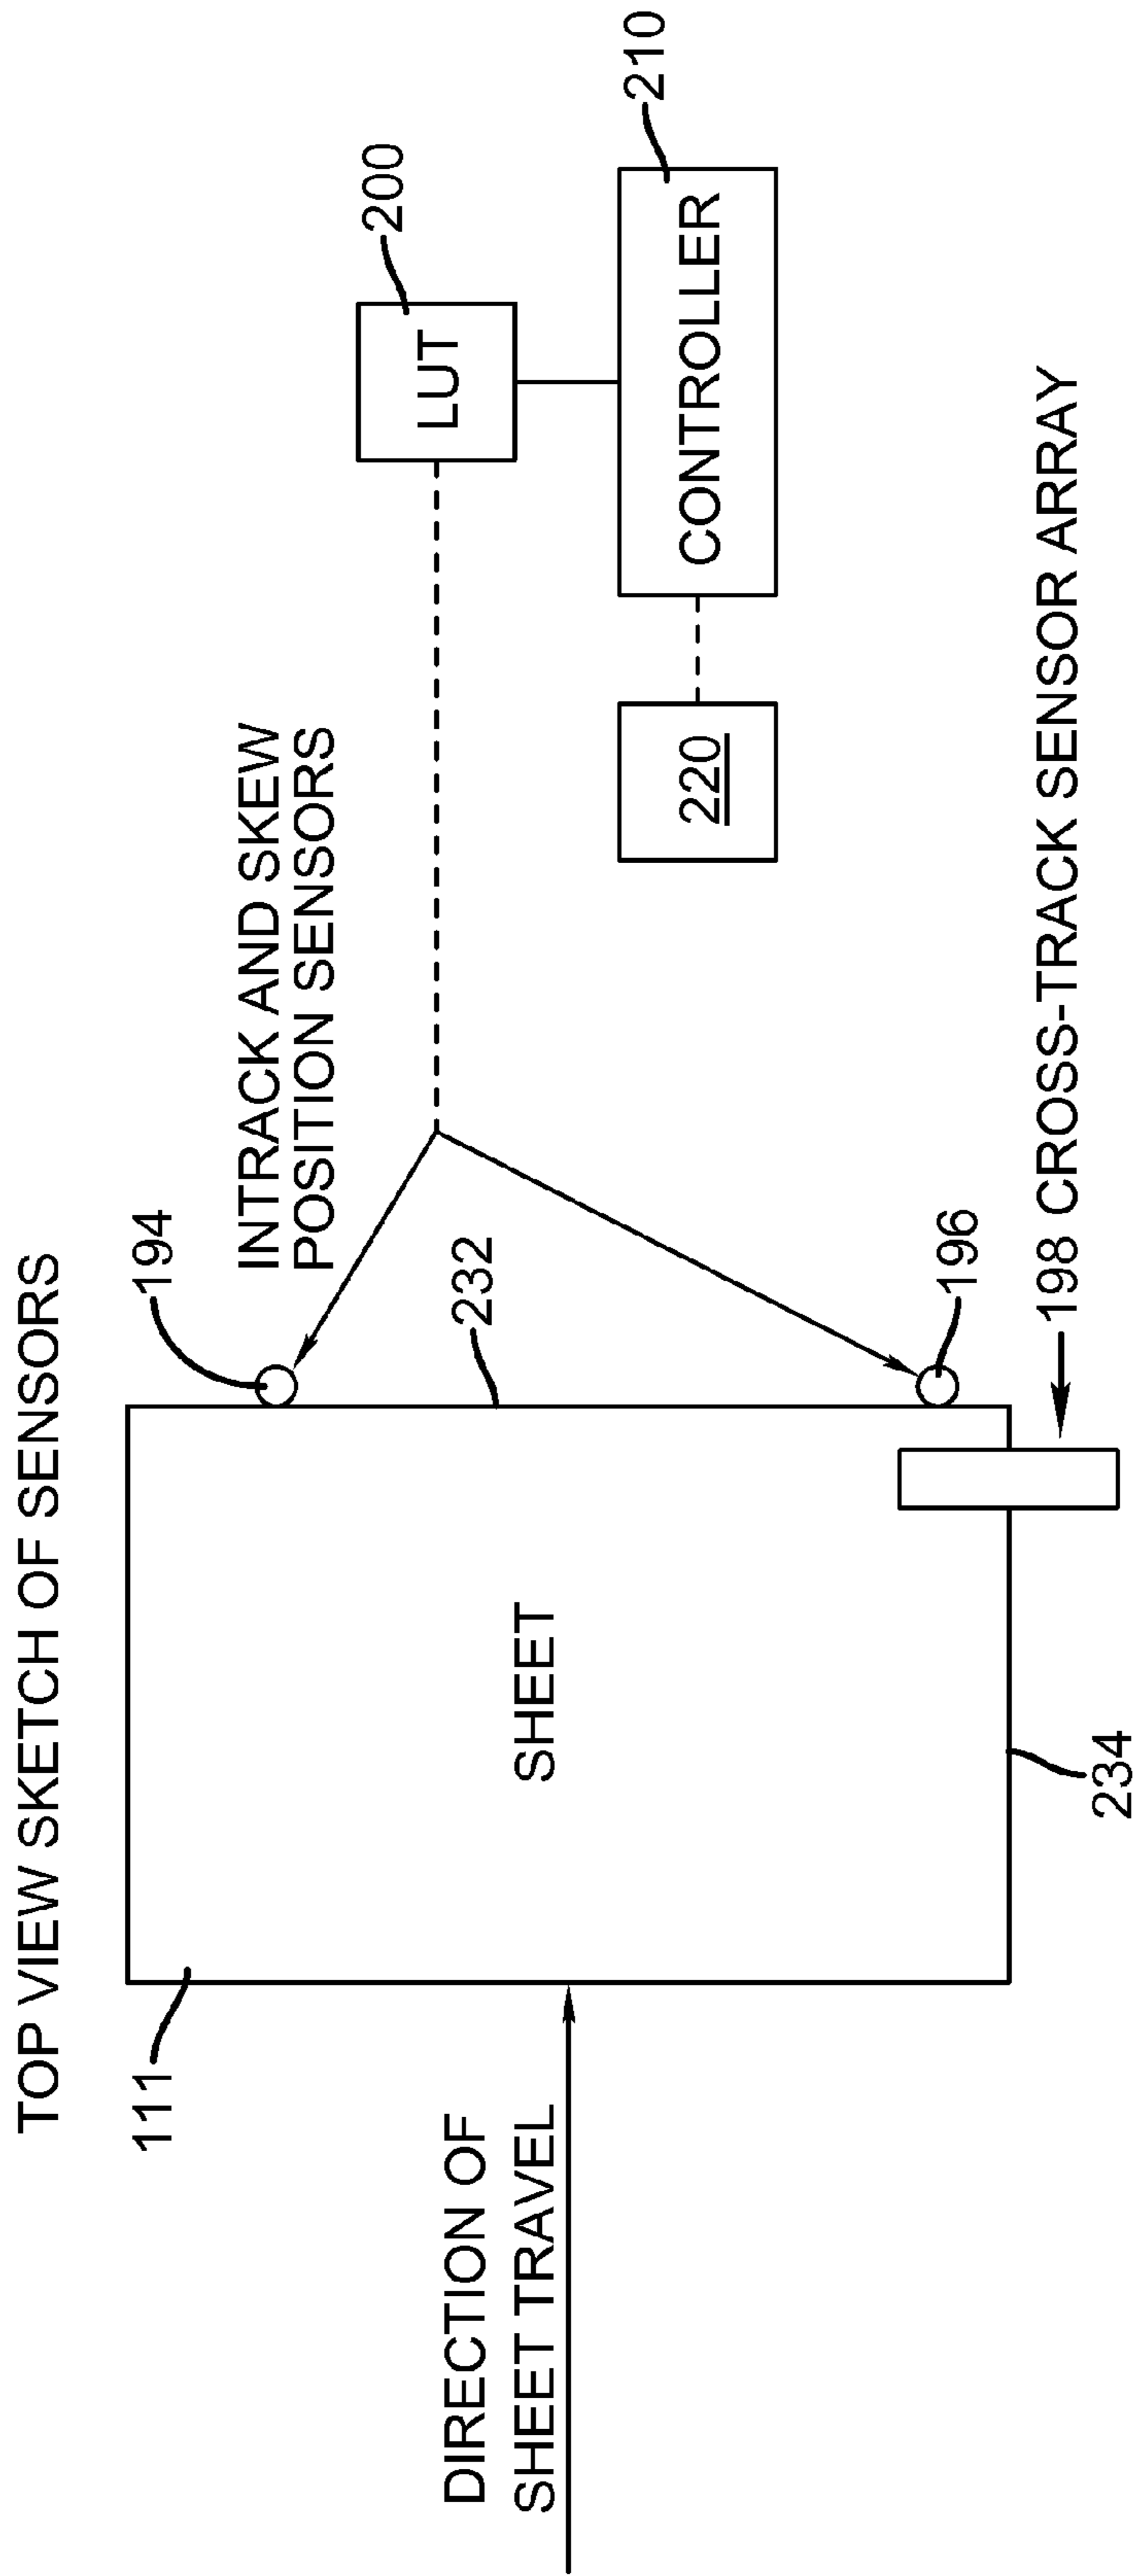 TOP VIEW SKETCH OF SENSORS
111
194
INTRACK AND SKEW
POSITION SENSORS
200
LUT
232
DIRECTION OF
SHEET TRAVEL
SHEET
220
CONTROLLER
210
196
234
198 CROSS-TRACK SENSOR ARRAY